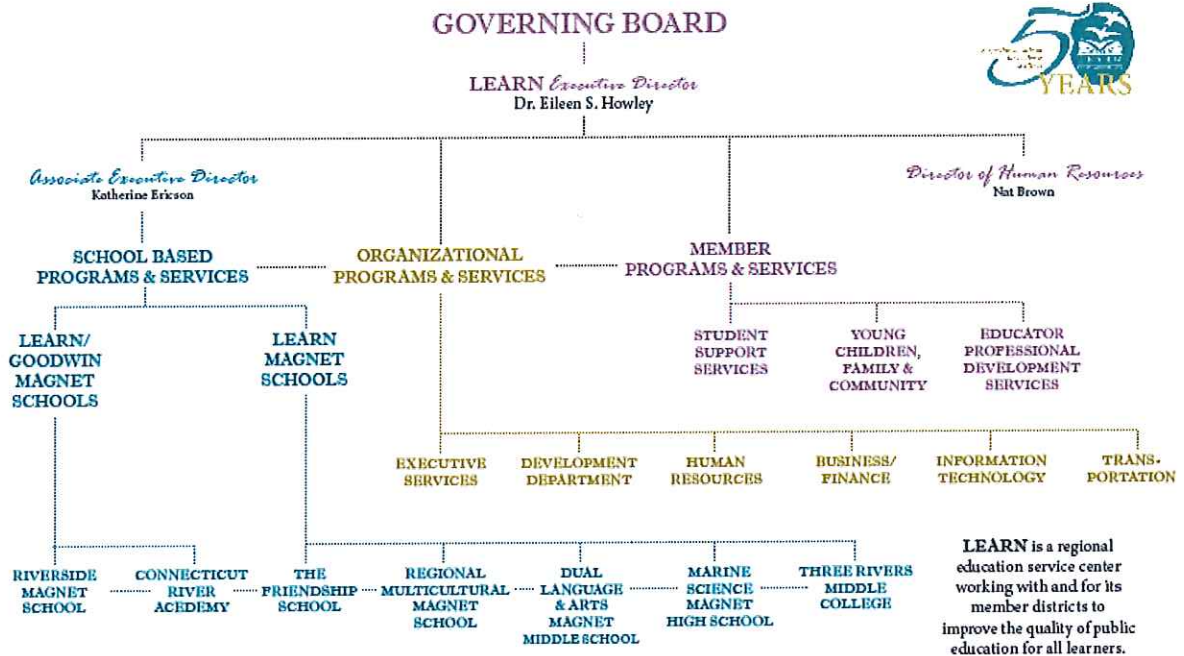 GOVERNING BOARD
LEARN Executive Director
Dr. Eileen S. Howley
YEARS
Associate Executive Director
Katherine Ericson
Director of Human Resources
Nat Brown
SCHOOL BASED
PROGRAMS & SERVICES
ORGANIZATIONAL
PROGRAMS & SERVICES
MEMBER
PROGRAMS & SERVICES
LEARN/
GOODWIN
MAGNET
SCHOOLS
LEARN
MAGNET
SCHOOLS
STUDENT
SUPPORT
SERVICES
YOUNG
CHILDREN,
FAMILY &
COMMUNITY
EDUCATOR
PROFESSIONAL
DEVELOPMENT
SERVICES
EXECUTIVE
SERVICES
DEVELOPMENT
DEPARTMENT
HUMAN
RESOURCES
BUSINESS/
FINANCE
INFORMATION
TECHNOLOGY
TRANS-
PORTATION
RIVERSIDE
MAGNET
SCHOOL
CONNECTICUT
RIVER
ACEDEMY
THE
FRIENDSHIP
SCHOOL
REGIONAL
MULTICULTURAL
MAGNET
SCHOOL
DUAL
LANGUAGE
& ARTS
MAGNET
MIDDLE SCHOOL
MARINE
SCIENCE
MAGNET
HIGH SCHOOL
THREE RIVERS
MIDDLE
COLLEGE
LEARN is a regional
education service center
working with and for its
member districts to
improve the quality of public
education for all learners.